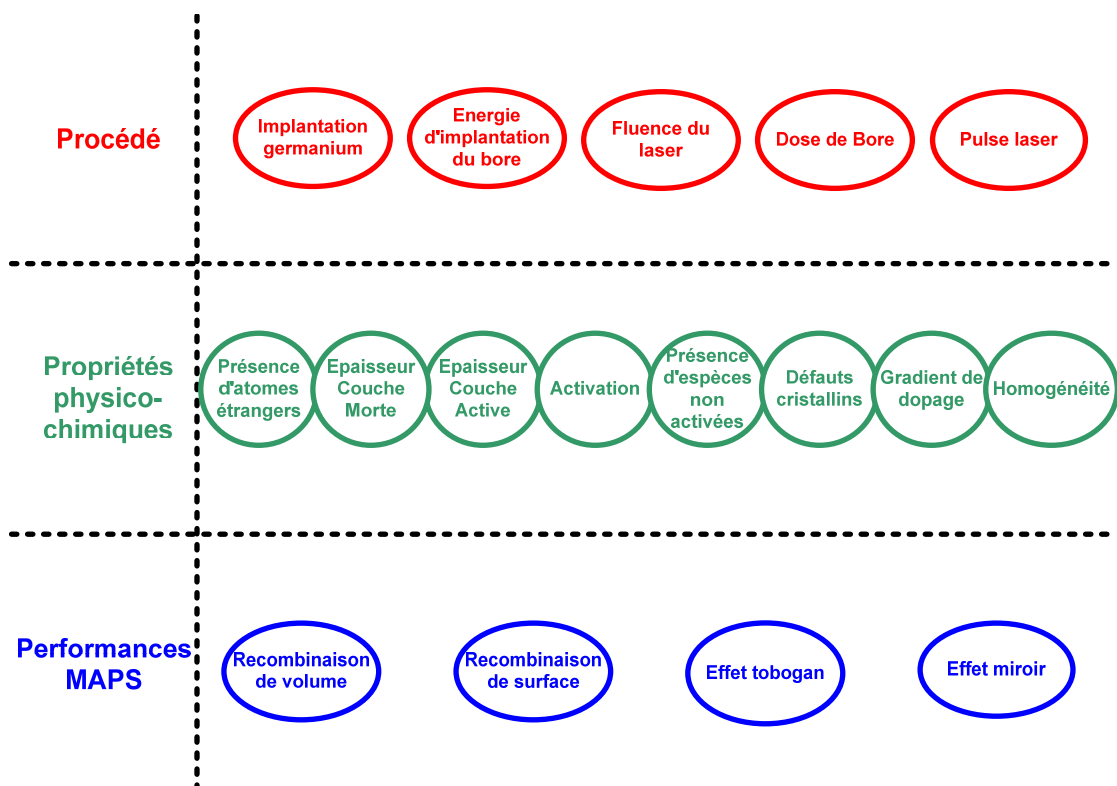 Procédé
Implantation
germanium
Energie
d'implantation
du bore
Fluence du
laser
Dose de Bore
Pulse laser
Propriétés
physico-
chimiques
Présence
d'atomes
étrangers
Epaisseur
Couche
Morte
Epaisseur
Couche
Active
Activation
Présence
d'espèces
non
activées
Défauts
cristallins
Gradient de
dopage
Homogénéité
Performances
MAPS
Recombinaison
de volume
Recombinaison
de surface
Effet tobogan
Effet miroir